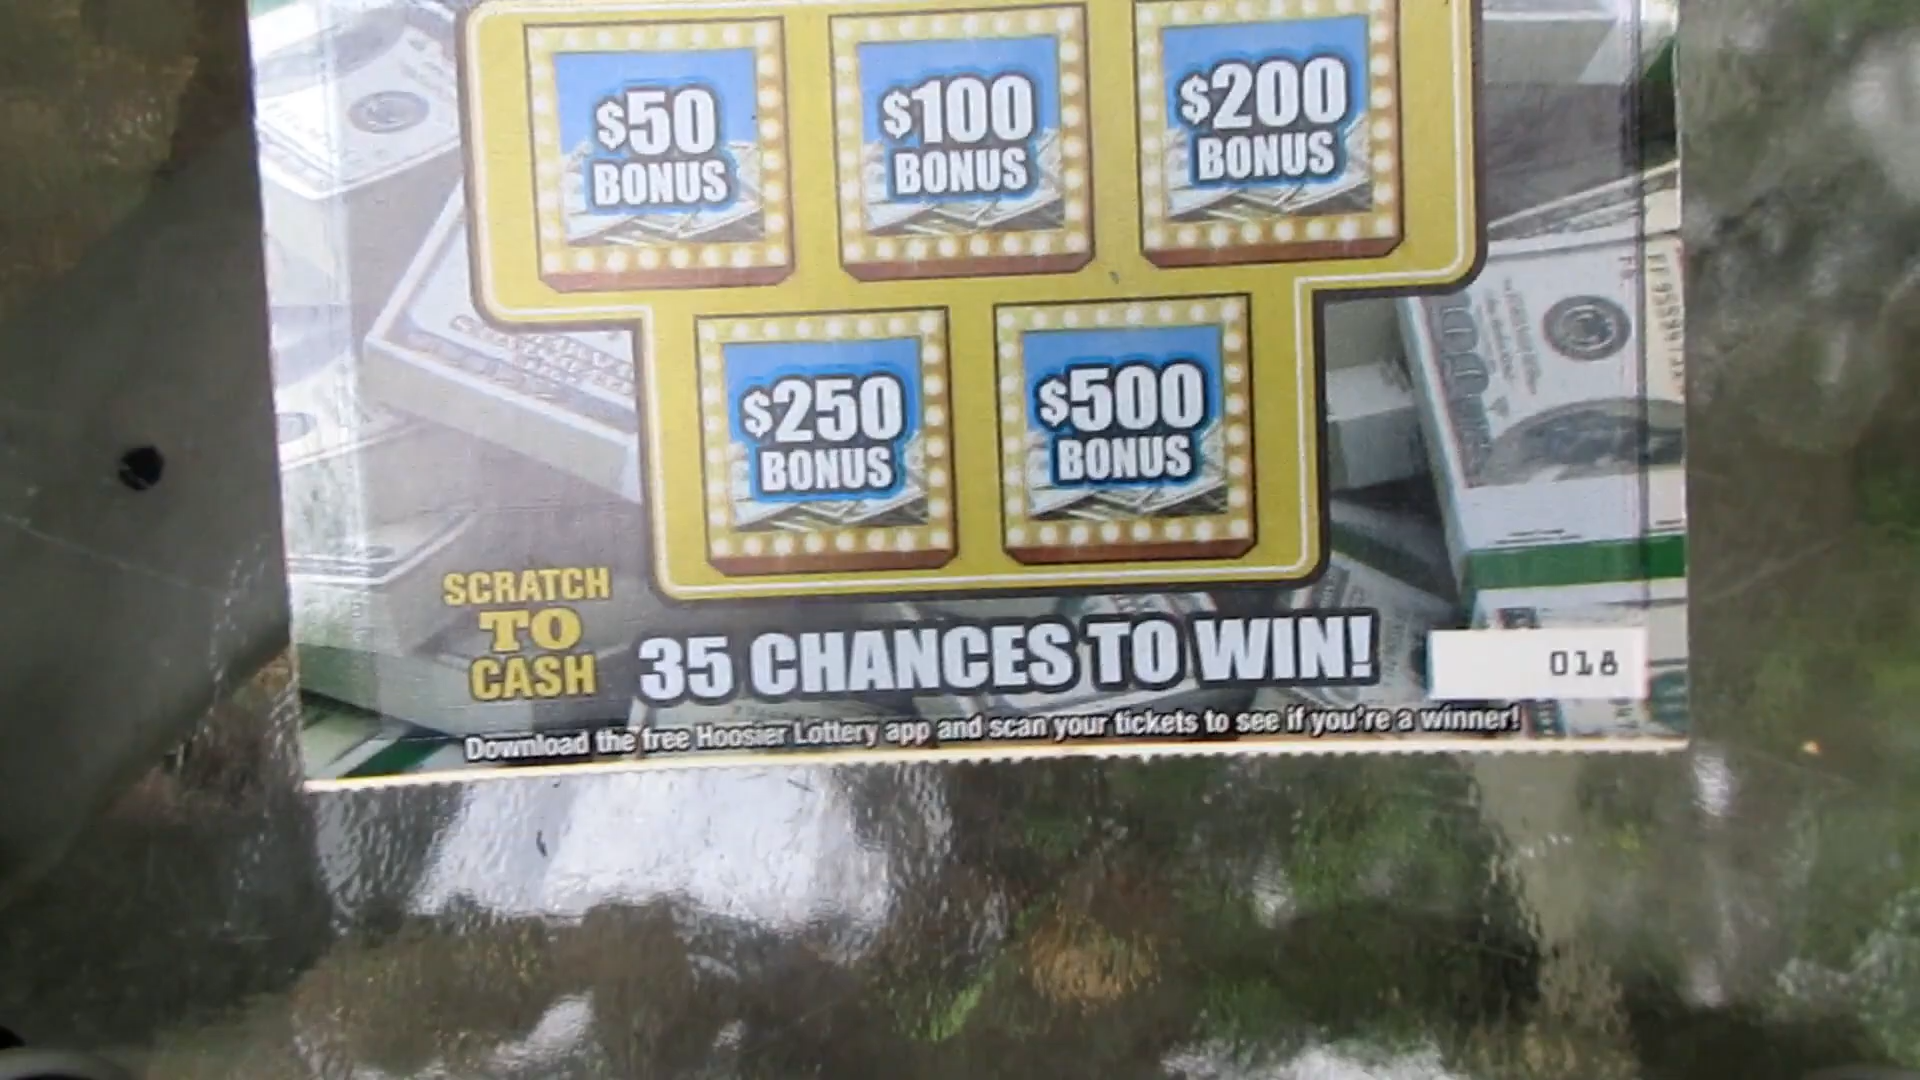 $50 $100 $200
BONUS BONUS BONUS
$250 $500
BONUS BONUS
SCRATCH
TO
CASH
35 CHANCES TO WIN!
018
Download the free Hoosier Lottery app and scan your tickets to see if you're a winner!